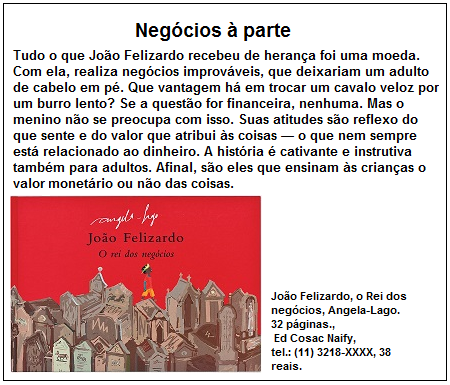 Negócios à parte
Tudo o que João Felizardo recebeu de herança foi uma moeda.
Com ela, realiza negócios improváveis, que deixariam um adulto
de cabelo em pé. Que vantagem há em trocar um cavalo veloz por
um burro lento? Se a questão for financeira, nenhuma. Mas o
menino não se preocupa com isso. Suas atitudes são reflexo do
que sente e do valor que atribui às coisas — o que nem sempre
está relacionado ao dinheiro. A história é cativante e instrutiva
também para adultos. Afinal, são eles que ensinam às crianças o
valor monetário ou não das coisas.
angela-lago
João Felizardo
O rei dos negócios
João Felizardo, o Rei dos
negócios, Angela-Lago.
32 páginas.,
Ed Cosac Naify,
tel.: (11) 3218-XXXX, 38
reais.